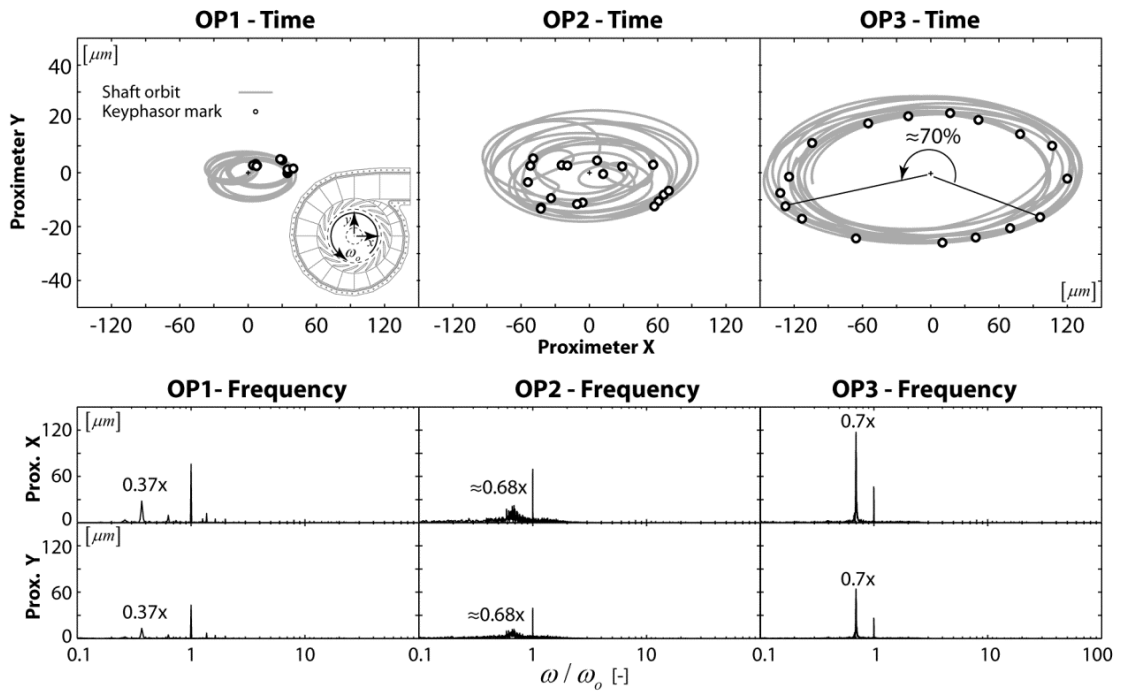 OP1 - Time OP2 - Time OP3 - Time
[μm]
Shaft orbit
Keyphasor mark
≈70%
y
x
ω₀
[μm]
Proximeter Y
40
20
0
-20
-40
-120 -60 0 60 120 -120 -60 0 60 120 -120 -60 0 60 120
Proximeter X
OP1- Frequency OP2 - Frequency OP3 - Frequency
[μm]
Prox. X
120
60
0
0.37x
≈0.68x
0.7x
[μm]
Prox. Y
120
60
0
0.37x
≈0.68x
0.7x
0.1 1 10 0.1 1 10 0.1 1 10 100
ω / ω₀ [-]